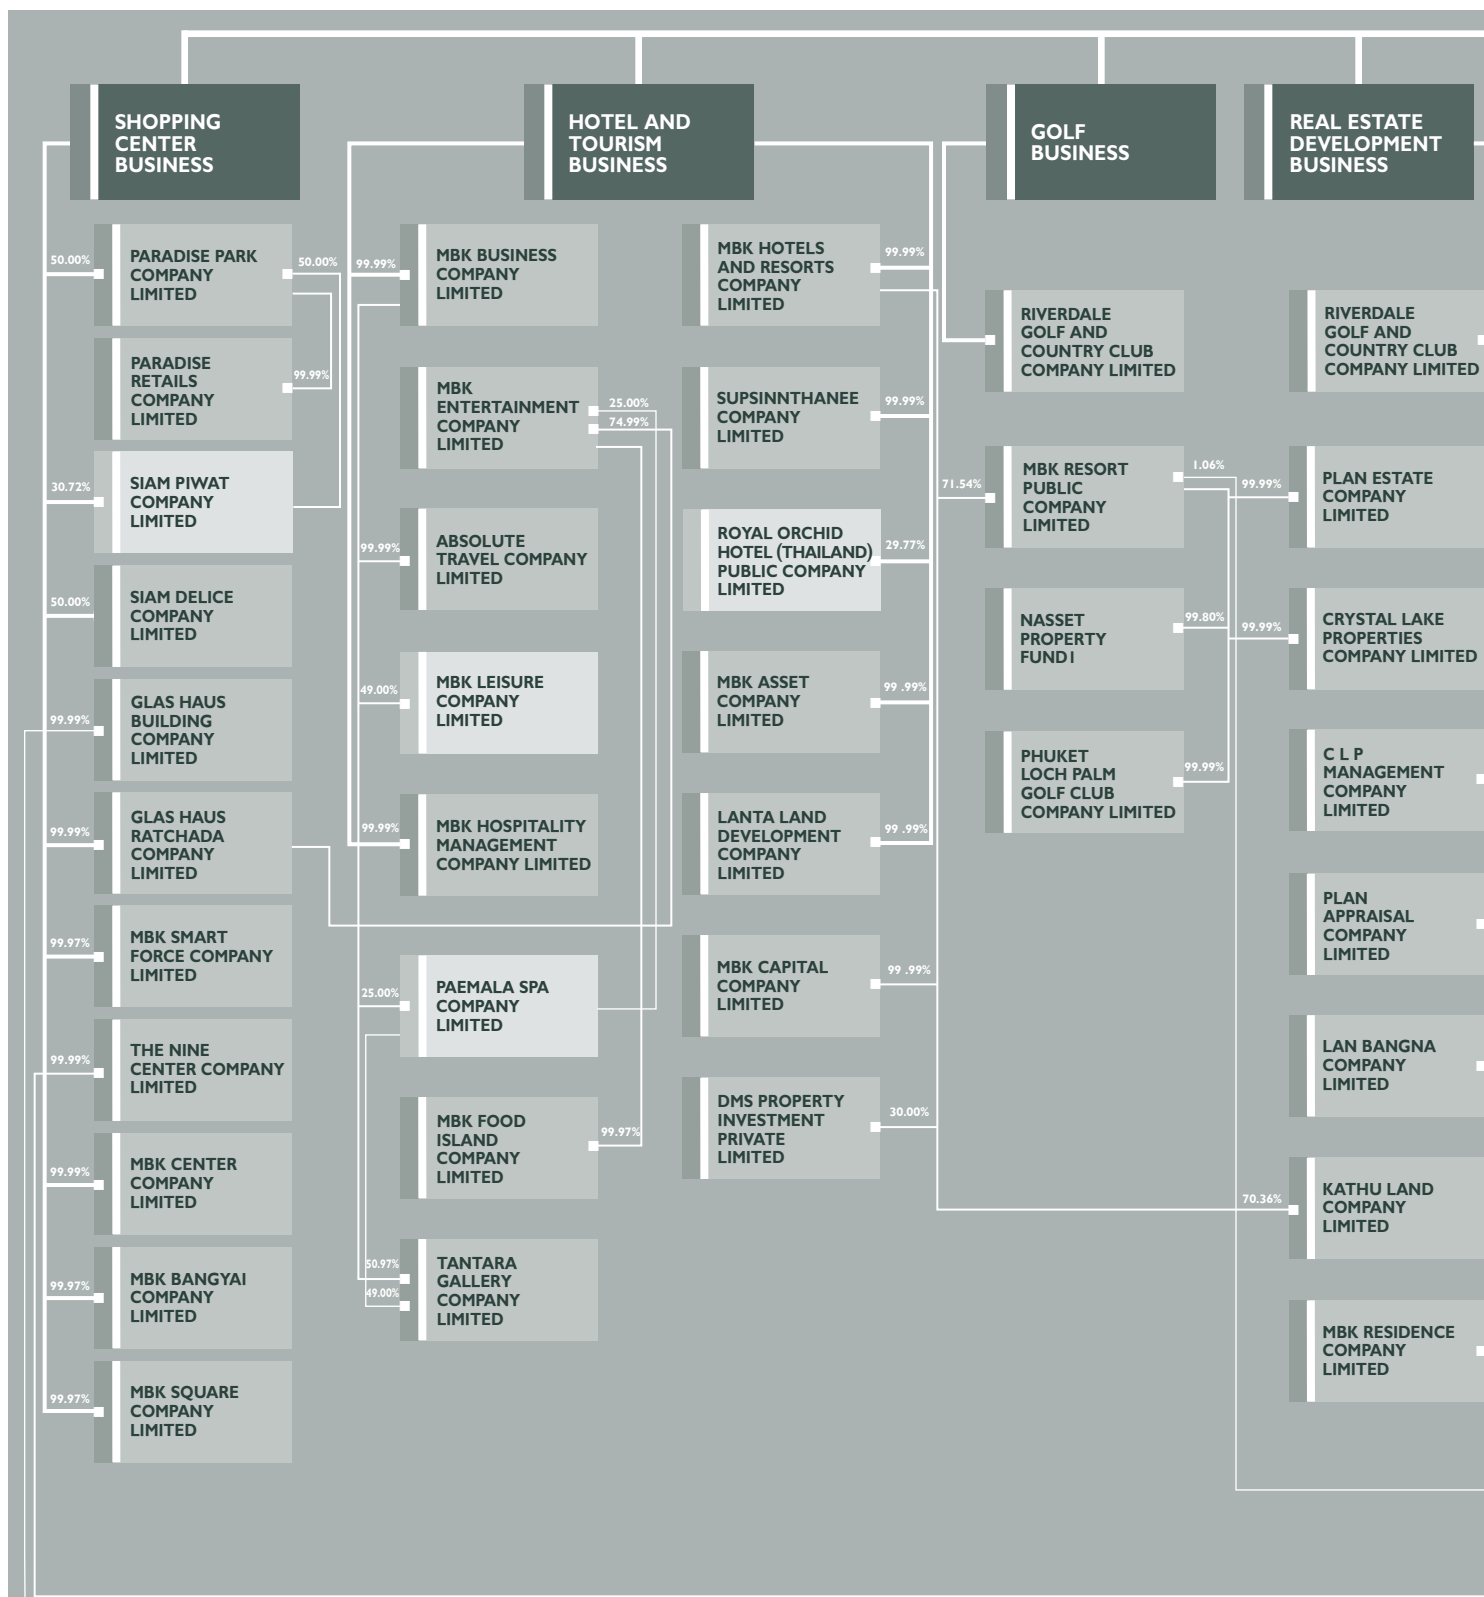 SHOPPING
CENTER
BUSINESS
HOTEL AND
TOURISM
BUSINESS
GOLF
BUSINESS
REAL ESTATE
DEVELOPMENT
BUSINESS
50.00%
PARADISE PARK
COMPANY
LIMITED
50.00%
PARADISE
RETAILS
COMPANY
LIMITED
99.99%
30.72%
SIAM PIWAT
COMPANY
LIMITED
50.00%
SIAM DELICE
COMPANY
LIMITED
99.99%
GLAS HAUS
BUILDING
COMPANY
LIMITED
99.99%
GLAS HAUS
RATCHADA
COMPANY
LIMITED
99.97%
MBK SMART
FORCE COMPANY
LIMITED
99.99%
THE NINE
CENTER COMPANY
LIMITED
99.99%
MBK CENTER
COMPANY
LIMITED
99.97%
MBK BANGYAI
COMPANY
LIMITED
99.97%
MBK SQUARE
COMPANY
LIMITED
99.99%
MBK BUSINESS
COMPANY
LIMITED
MBK
ENTERTAINMENT
COMPANY
LIMITED
25.00%
74.99%
99.99%
ABSOLUTE
TRAVEL COMPANY
LIMITED
49.00%
MBK LEISURE
COMPANY
LIMITED
99.99%
MBK HOSPITALITY
MANAGEMENT
COMPANY LIMITED
25.00%
PAEMALA SPA
COMPANY
LIMITED
MBK FOOD
ISLAND
COMPANY
LIMITED
99.97%
50.97%
49.00%
TANTARA
GALLERY
COMPANY
LIMITED
MBK HOTELS
AND RESORTS
COMPANY
LIMITED
99.99%
SUPSINNTHANEE
COMPANY
LIMITED
99.99%
ROYAL ORCHID
HOTEL (THAILAND)
PUBLIC COMPANY
LIMITED
29.77%
MBK ASSET
COMPANY
LIMITED
99 .99%
LANTA LAND
DEVELOPMENT
COMPANY
LIMITED
99 .99%
MBK CAPITAL
COMPANY
LIMITED
99 .99%
DMS PROPERTY
INVESTMENT
PRIVATE
LIMITED
30.00%
RIVERDALE
GOLF AND
COUNTRY CLUB
COMPANY LIMITED
71.54%
MBK RESORT
PUBLIC
COMPANY
LIMITED
1.06%
NASSET
PROPERTY
FUND1
99.80%
PHUKET
LOCH PALM
GOLF CLUB
COMPANY LIMITED
99.99%
RIVERDALE
GOLF AND
COUNTRY CLUB
COMPANY LIMITED
99.99%
PLAN ESTATE
COMPANY
LIMITED
99.99%
CRYSTAL LAKE
PROPERTIES
COMPANY LIMITED
C L P
MANAGEMENT
COMPANY
LIMITED
PLAN
APPRAISAL
COMPANY
LIMITED
LAN BANGNA
COMPANY
LIMITED
70.36%
KATHU LAND
COMPANY
LIMITED
MBK RESIDENCE
COMPANY
LIMITED